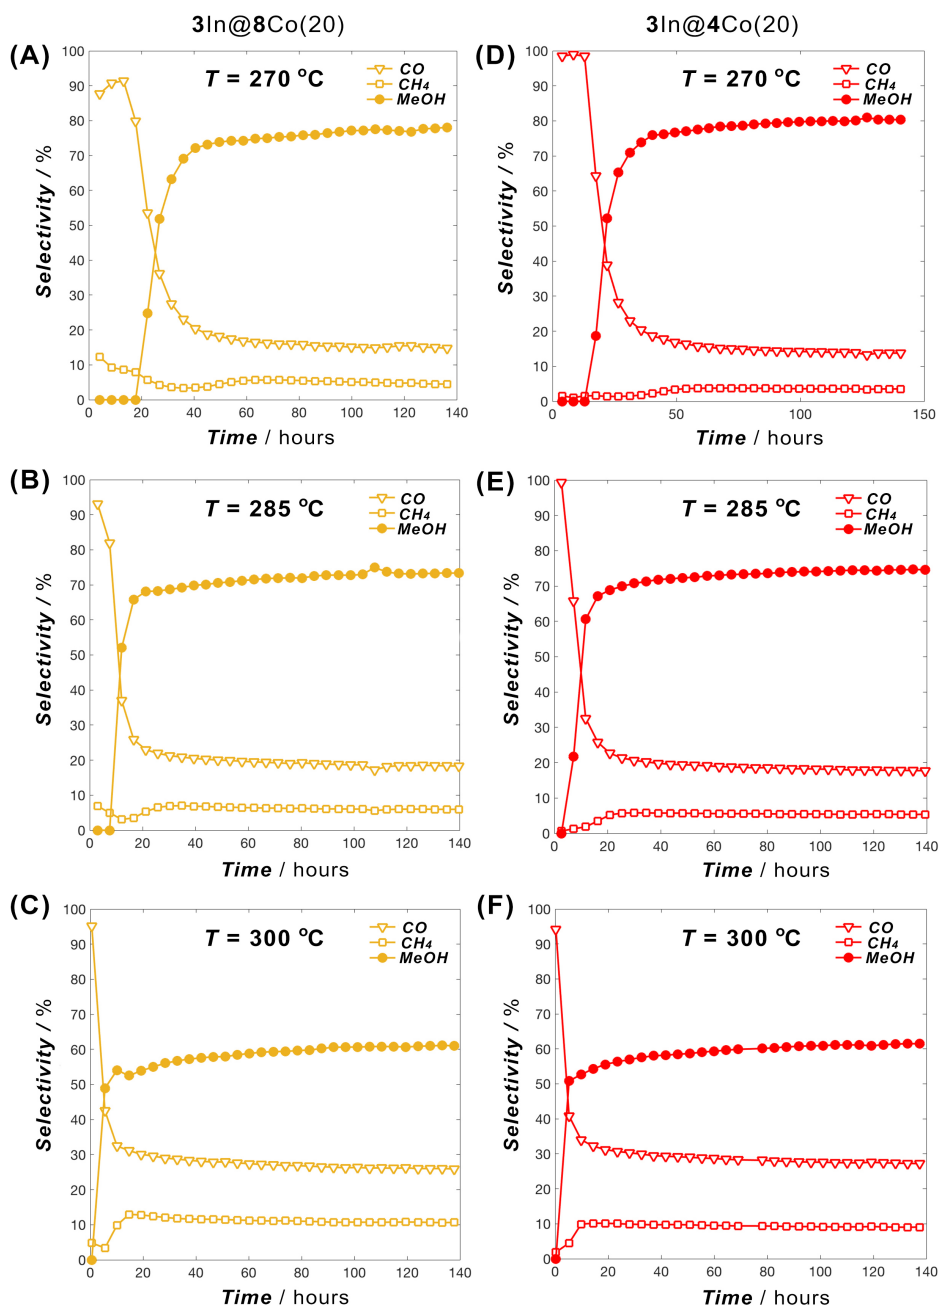 3In@8Co(20)
3In@4Co(20)
(A)
T = 270 °C
CO
CH₄
MeOH
100
90
80
70
60
50
40
30
20
10
0
Selectivity / %
0 20 40 60 80 100 120 140
Time / hours
(D)
T = 270 °C
CO
CH₄
MeOH
100
90
80
70
60
50
40
30
20
10
0
Selectivity / %
0 50 100 150
Time / hours
(B)
T = 285 °C
CO
CH₄
MeOH
100
90
80
70
60
50
40
30
20
10
0
Selectivity / %
0 20 40 60 80 100 120 140
Time / hours
(E)
T = 285 °C
CO
CH₄
MeOH
100
90
80
70
60
50
40
30
20
10
0
Selectivity / %
0 20 40 60 80 100 120 140
Time / hours
(C)
T = 300 °C
CO
CH₄
MeOH
100
90
80
70
60
50
40
30
20
10
0
Selectivity / %
0 20 40 60 80 100 120 140
Time / hours
(F)
T = 300 °C
CO
CH₄
MeOH
100
90
80
70
60
50
40
30
20
10
0
Selectivity / %
0 20 40 60 80 100 120 140
Time / hours